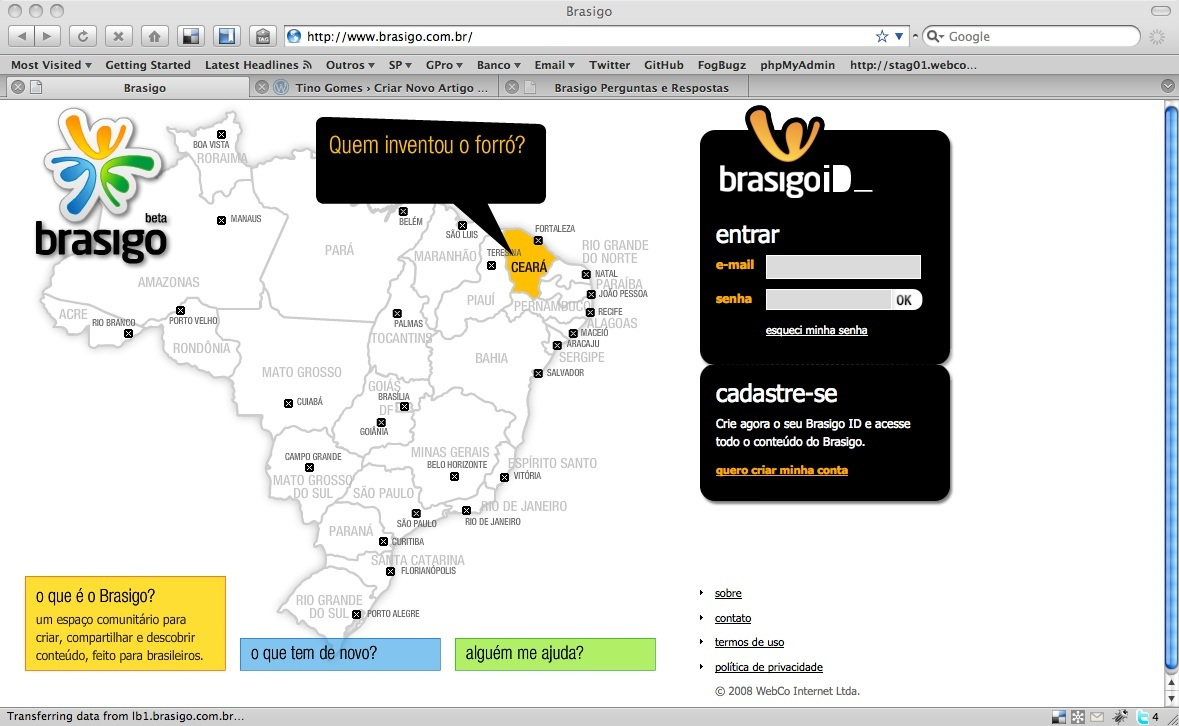 Brasigo
http://www.brasigo.com.br/
Google
Most Visited
Getting Started
Latest Headlines
Outros
SP
GPro
Banco
Email
Twitter
GitHub
FogBugz
phpMyAdmin
http://stag01.webco...
Brasigo
Tino Gomes › Criar Novo Artigo ...
Brasigo Perguntas e Respostas
beta
brasigo
Quem inventou o forró?
BOA VISTA
RORAIMA
MANAUS
AMAZONAS
PARÁ
BELÉM
SÃO LUIS
MARANHÃO
TERESINA
FORTALEZA
CEARÁ
RIO GRANDE
DO NORTE
NATAL
PARAÍBA
JOÃO PESSOA
PIAUÍ
PERNAMBUCO
RECIFE
ALAGOAS
MACEIÓ
ARACAJU
SERGIPE
ACRE
RIO BRANCO
PORTO VELHO
RONDÔNIA
PALMAS
TOCANTINS
BAHIA
SALVADOR
MATO GROSSO
CUIABÁ
GOIÁS
BRASÍLIA
DF
GOIÂNIA
MINAS GERAIS
BELO HORIZONTE
ESPÍRITO SANTO
VITÓRIA
CAMPO GRANDE
MATO GROSSO
DO SUL
SÃO PAULO
SÃO PAULO
RIO DE JANEIRO
RIO DE JANEIRO
PARANÁ
CURITIBA
SANTA CATARINA
FLORIANÓPOLIS
RIO GRANDE
DO SUL
PORTO ALEGRE
o que é o Brasigo?
um espaço comunitário para
criar, compartilhar e descobrir
conteúdo, feito para brasileiros.
o que tem de novo?
alguém me ajuda?
brasigoiD_
entrar
e-mail
senha
OK
esqueci minha senha
cadastre-se
Crie agora o seu Brasigo ID e acesse
todo o conteúdo do Brasigo.
quero criar minha conta
sobre
contato
termos de uso
política de privacidade
© 2008 WebCo Internet Ltda.
Transferring data from lb1.brasigo.com.br...
4